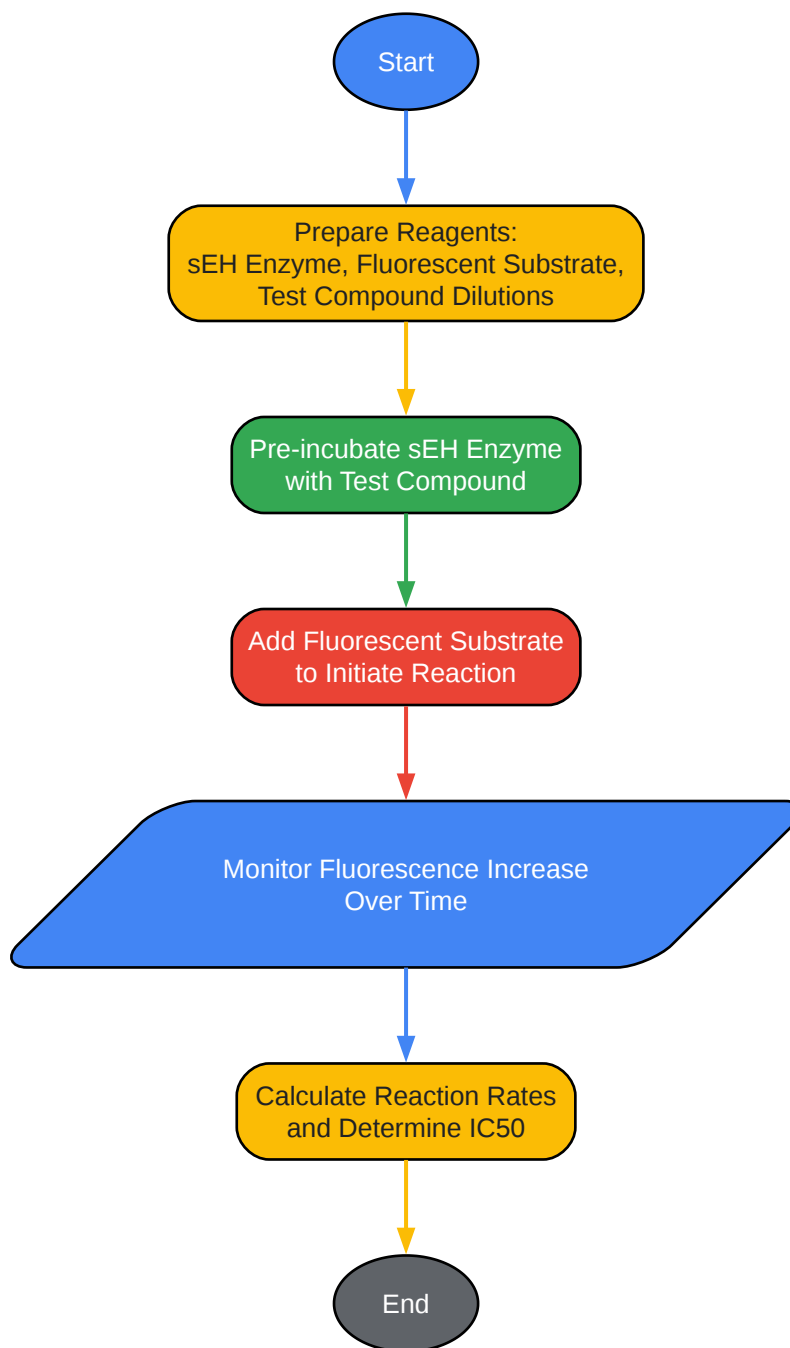 Start
Prepare Reagents:
sEH Enzyme, Fluorescent Substrate,
Test Compound Dilutions
Pre-incubate sEH Enzyme
with Test Compound
Add Fluorescent Substrate
to Initiate Reaction
Monitor Fluorescence Increase
Over Time
Calculate Reaction Rates
and Determine IC50
End